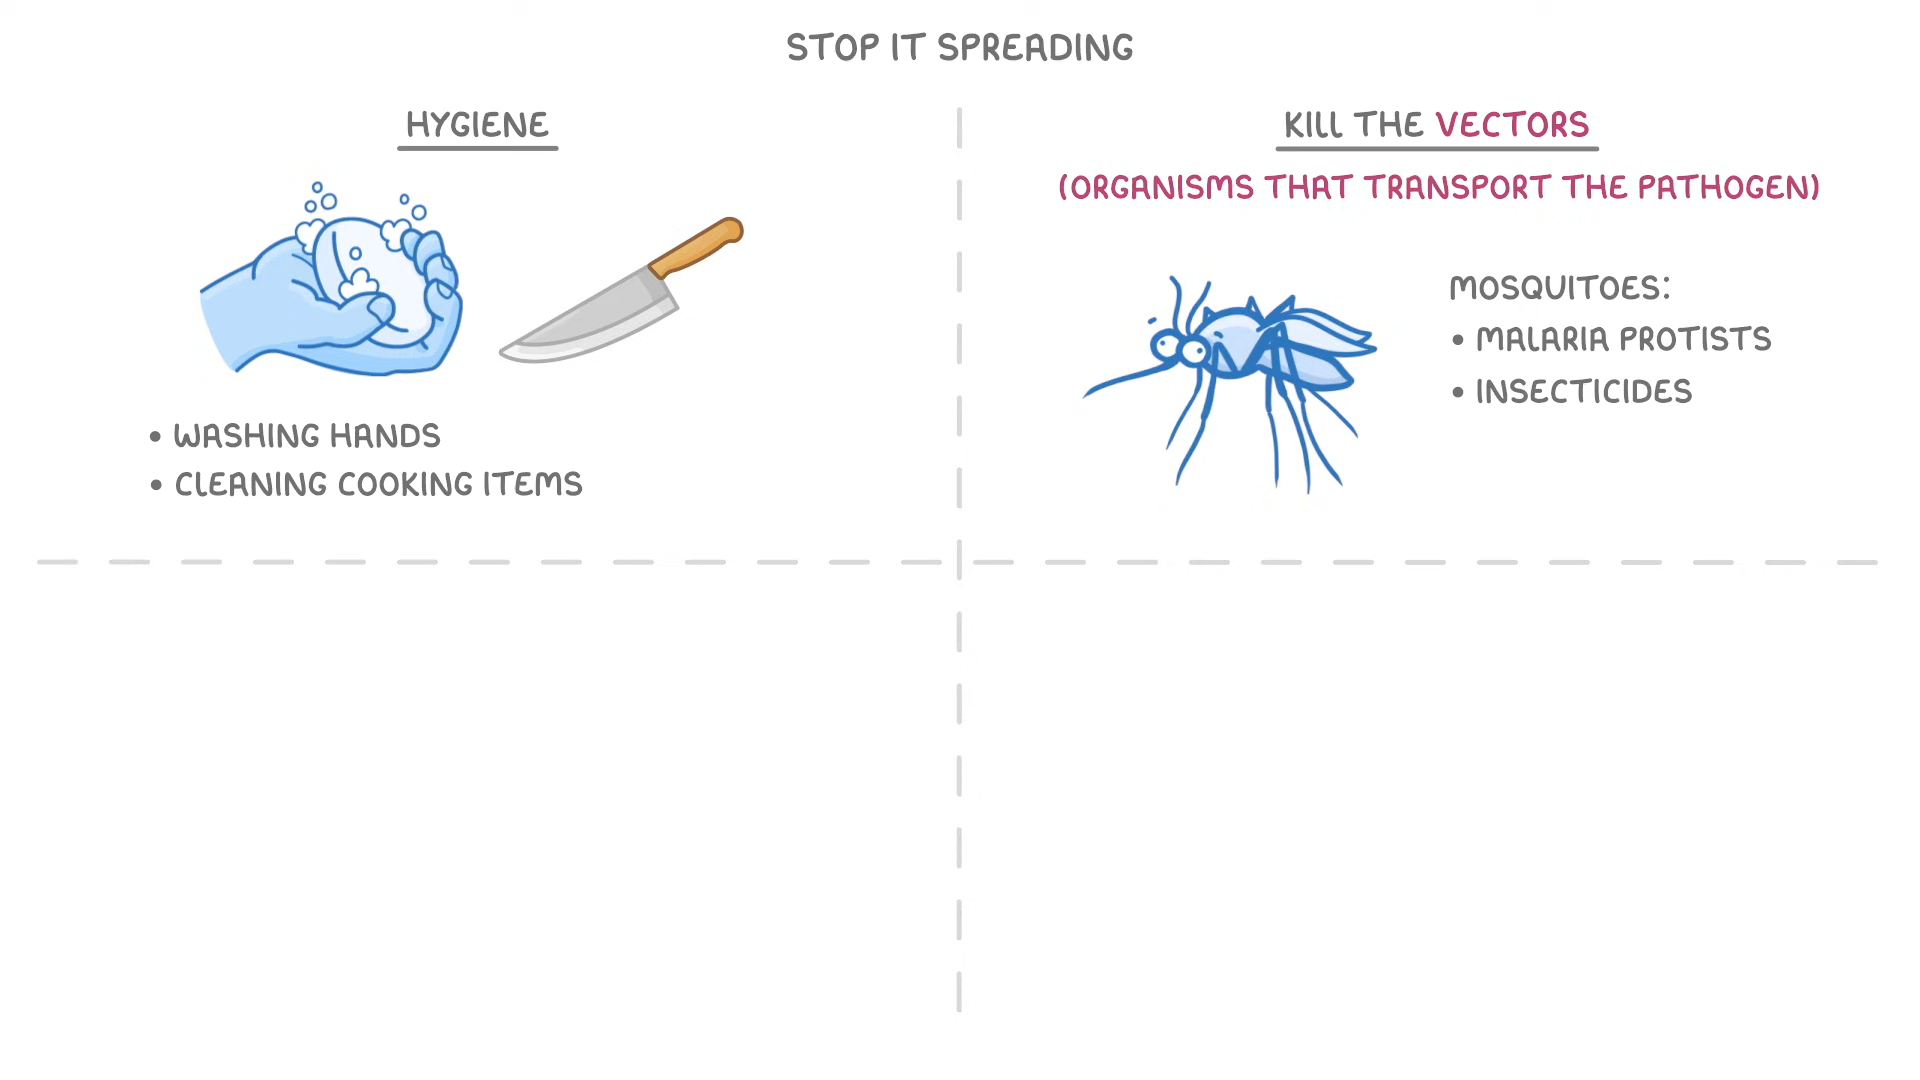 STOP IT SPREADING
HYGIENE
• WASHING HANDS
• CLEANING COOKING ITEMS
KILL THE VECTORS
(ORGANISMS THAT TRANSPORT THE PATHOGEN)
MOSQUITOES:
• MALARIA PROTISTS
• INSECTICIDES